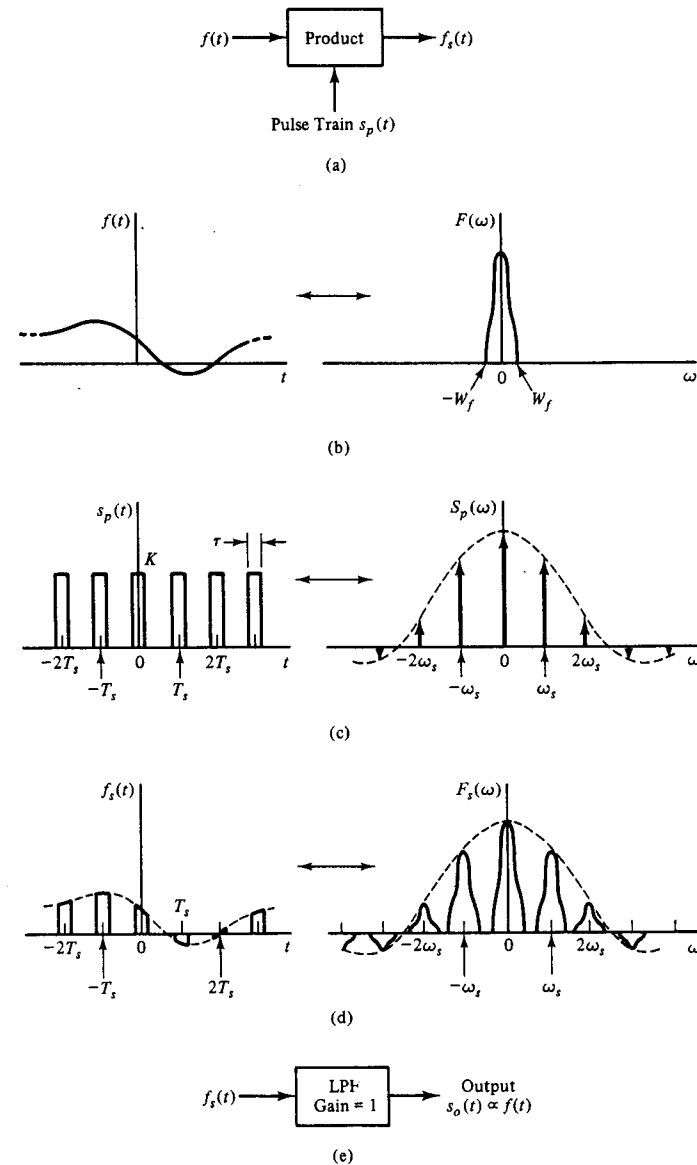 f(t) Product f_s(t)
Pulse Train s_p(t)
(a)
f(t) F(ω)
t -W_f 0 W_f ω
(b)
s_p(t) S_p(ω)
K τ
-2T_s 0 2T_s t -2ω_s 0 2ω_s ω
-T_s T_s -ω_s ω_s
(c)
f_s(t) F_s(ω)
T_s
-2T_s 0 t -2ω_s 0 2ω_s ω
-T_s 2T_s -ω_s ω_s
(d)
f_s(t) LPF Output
Gain = 1 s_o(t) ∝ f(t)
(e)